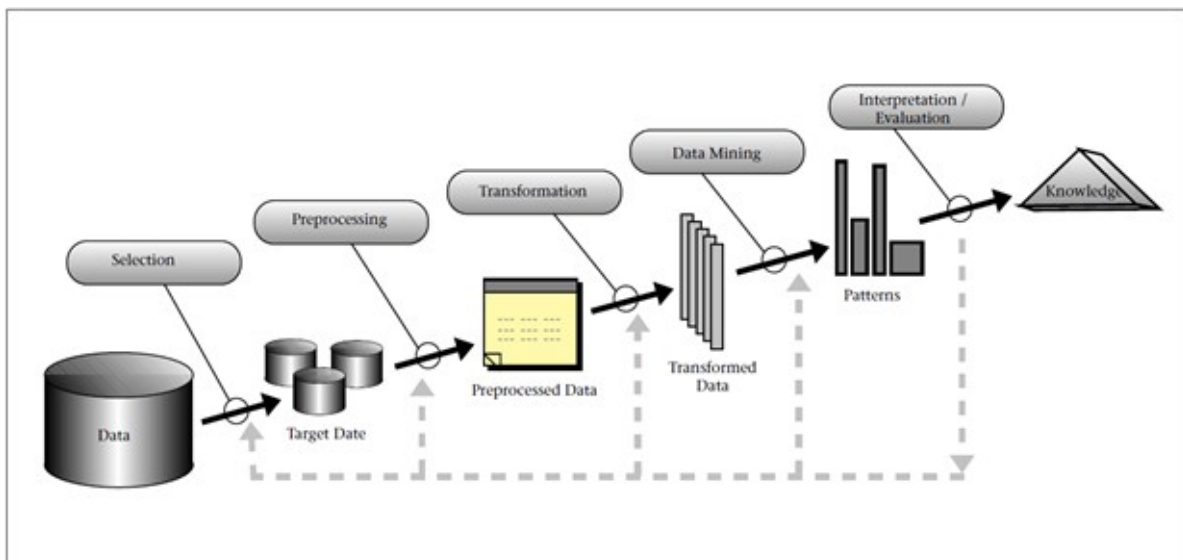 Interpretation /
Evaluation
Data Mining
Knowledge
Transformation
Preprocessing
Selection
Patterns
Transformed
Data
Preprocessed Data
Target Date
Data